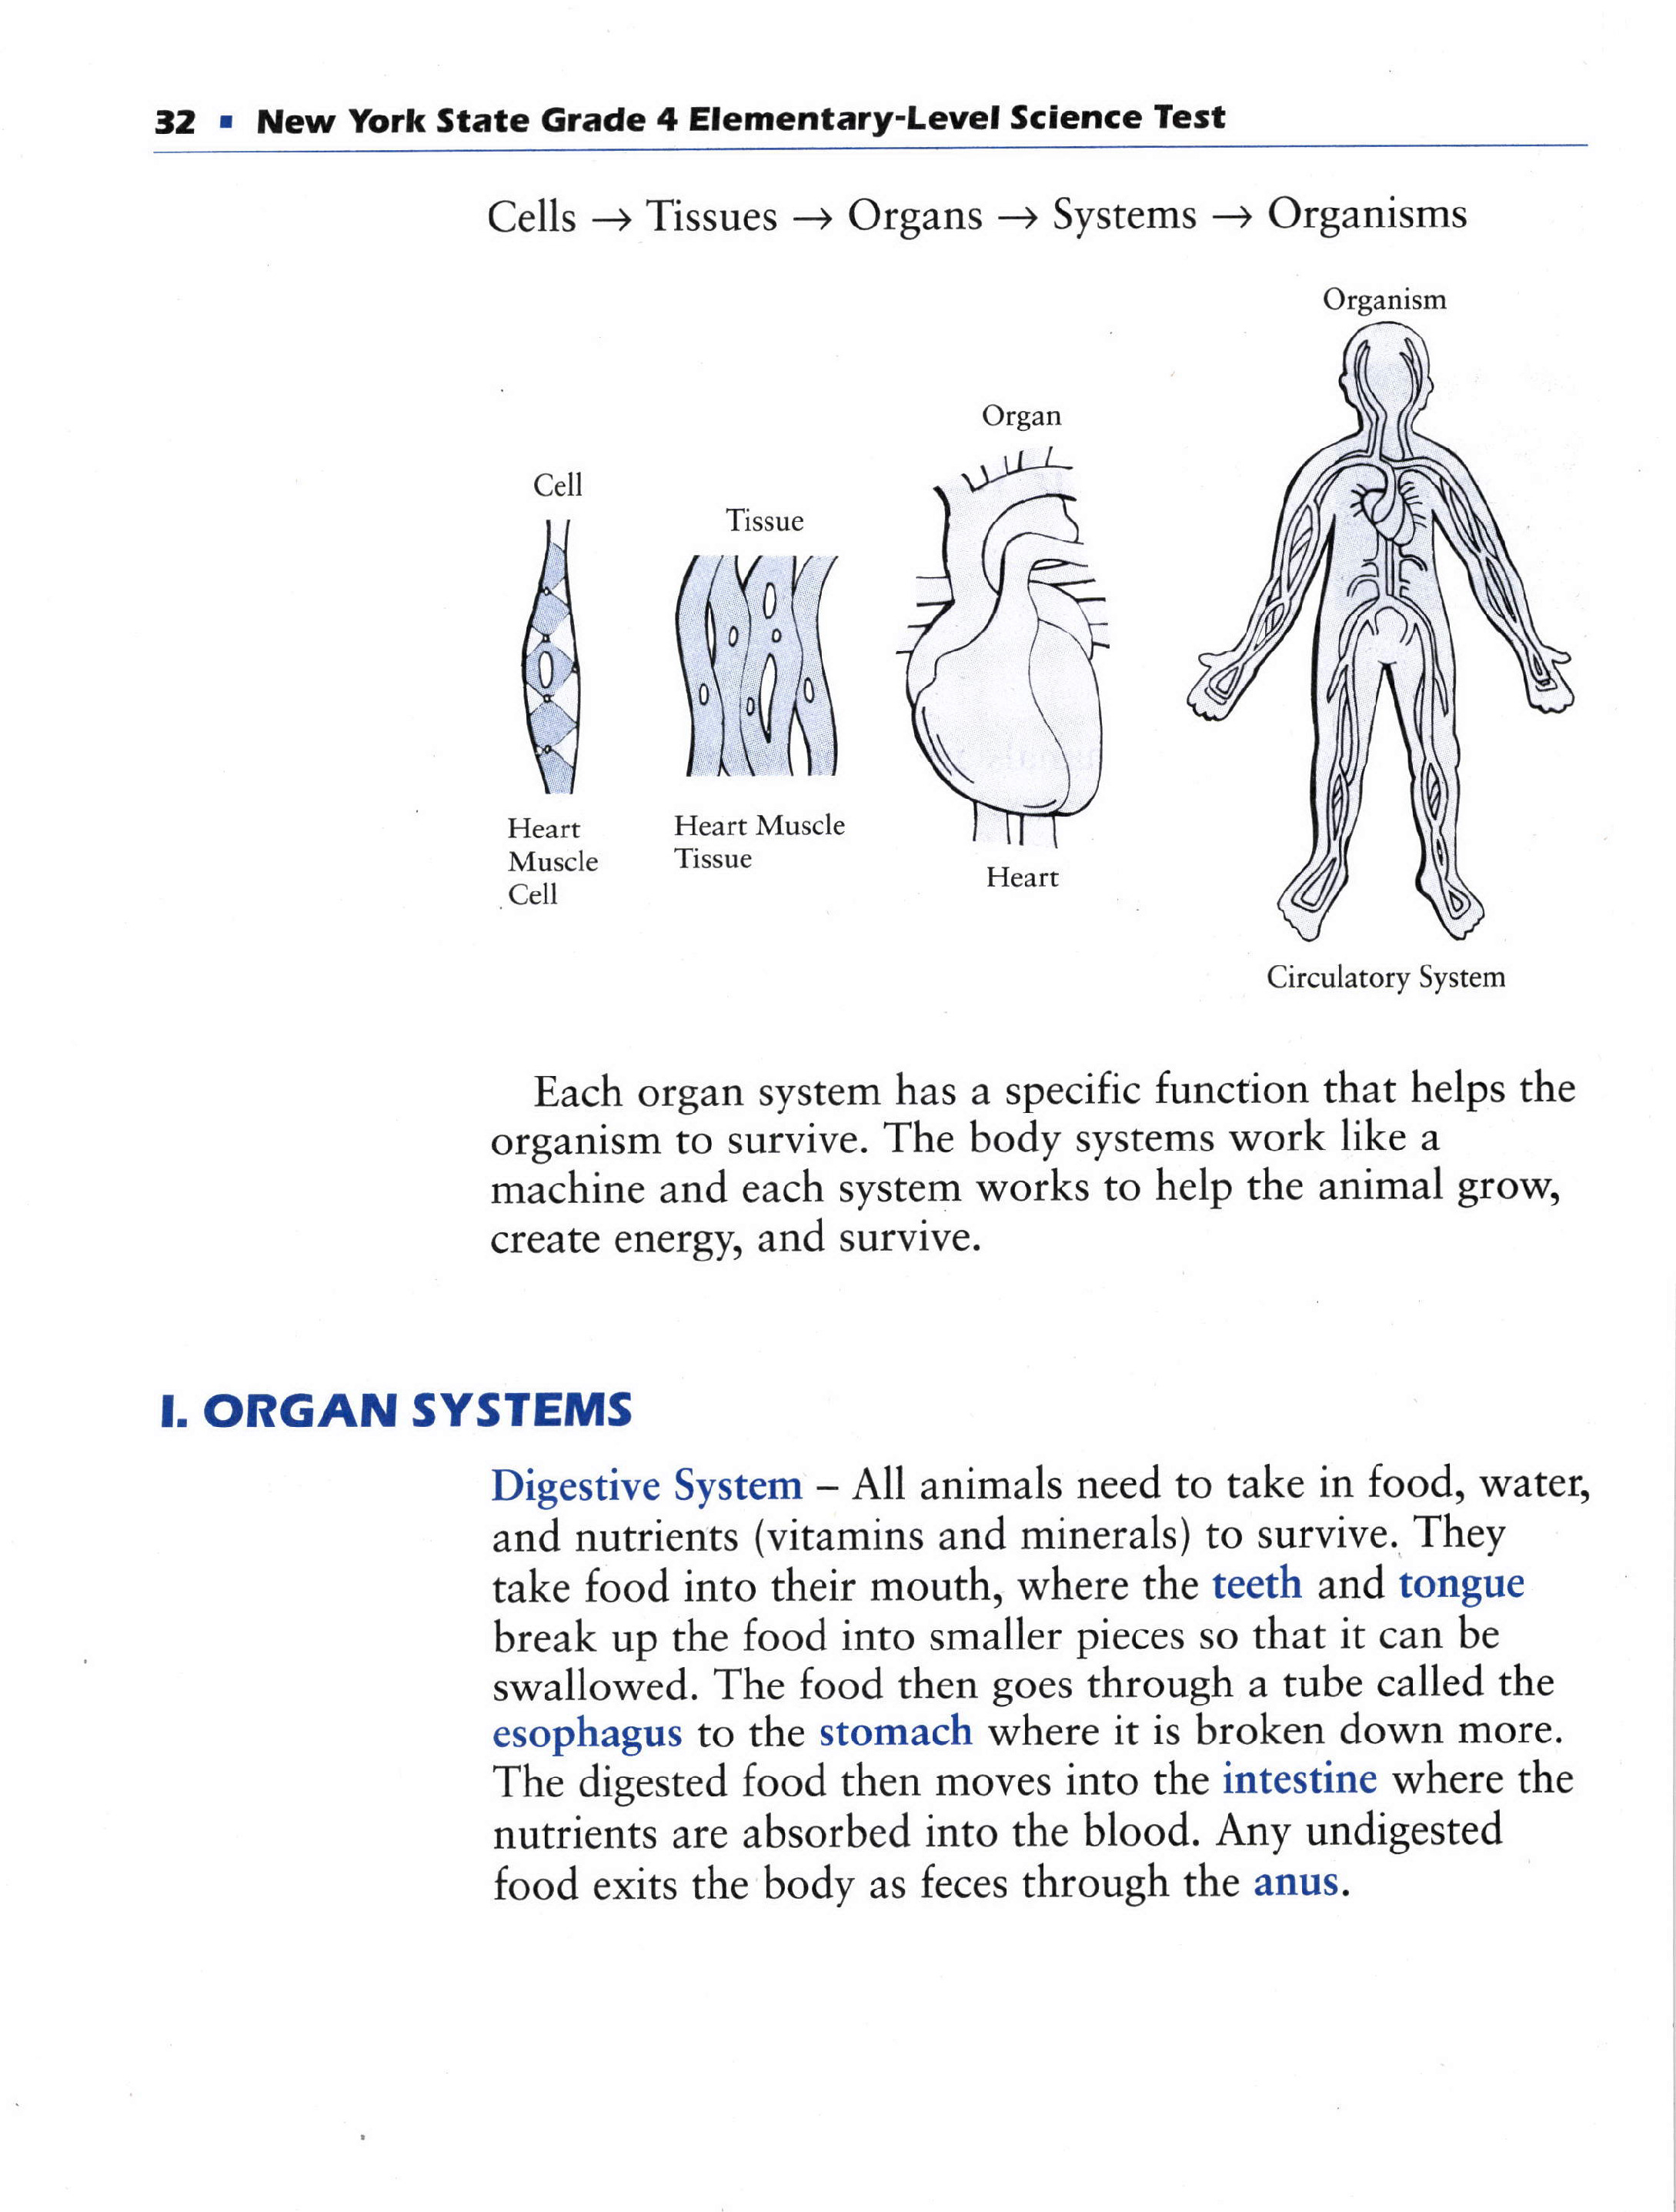 32 ▪ New York State Grade 4 Elementary-Level Science Test
Cells → Tissues → Organs → Systems → Organisms
Organism
Organ
Cell
Tissue
Heart
Muscle
Cell
Heart Muscle
Tissue
Heart
Circulatory System
Each organ system has a specific function that helps the
organism to survive. The body systems work like a
machine and each system works to help the animal grow,
create energy, and survive.
I. ORGAN SYSTEMS
Digestive System – All animals need to take in food, water,
and nutrients (vitamins and minerals) to survive. They
take food into their mouth, where the teeth and tongue
break up the food into smaller pieces so that it can be
swallowed. The food then goes through a tube called the
esophagus to the stomach where it is broken down more.
The digested food then moves into the intestine where the
nutrients are absorbed into the blood. Any undigested
food exits the body as feces through the anus.